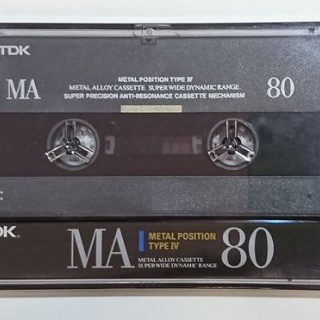 TDK
METAL POSITION TYPE IV
MA
METAL ALLOY CASSETTE SUPER WIDE DYNAMIC RANGE
80
SUPER PRECISION ANTI-RESONANCE CASSETTE MECHANISM
DK
MA
METAL POSITION
TYPE IV
80
METAL ALLOY CASSETTE
SUPER WIDE DYNAMIC RANGE